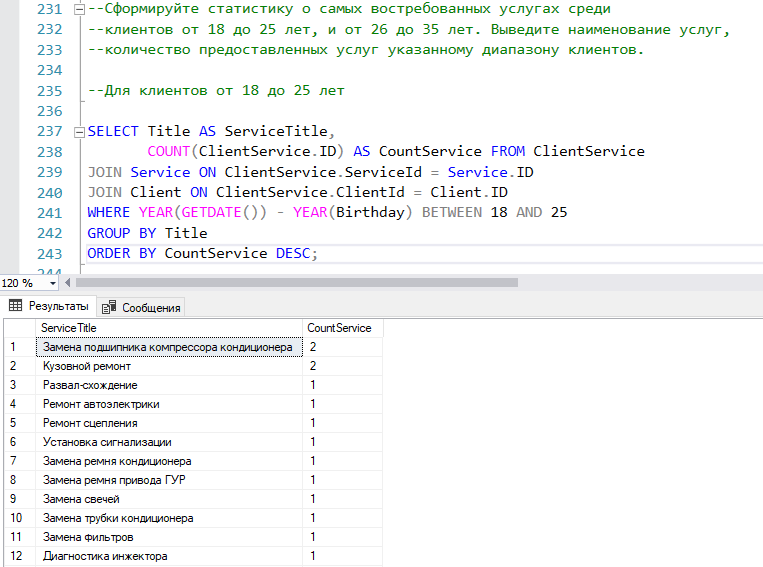 231 --Сформируйте статистику о самых востребованных услугах среди
232 --клиентов от 18 до 25 лет, и от 26 до 35 лет. Выведите наименование услуг,
233 --количество предоставленных услуг указанному диапазону клиентов.
234
235 --Для клиентов от 18 до 25 лет
236
237 SELECT Title AS ServiceTitle,
238 COUNT(ClientService.ID) AS CountService FROM ClientService
239 JOIN Service ON ClientService.ServiceId = Service.ID
240 JOIN Client ON ClientService.ClientId = Client.ID
241 WHERE YEAR(GETDATE()) - YEAR(Birthday) BETWEEN 18 AND 25
242 GROUP BY Title
243 ORDER BY CountService DESC;
244
120 %
Результаты Сообщения
ServiceTitle CountService
1 Замена подшипника компрессора кондиционера 2
2 Кузовной ремонт 2
3 Развал-схождение 1
4 Ремонт автоэлектрики 1
5 Ремонт сцепления 1
6 Установка сигнализации 1
7 Замена ремня кондиционера 1
8 Замена ремня привода ГУР 1
9 Замена свечей 1
10 Замена трубки кондиционера 1
11 Замена фильтров 1
12 Диагностика инжектора 1